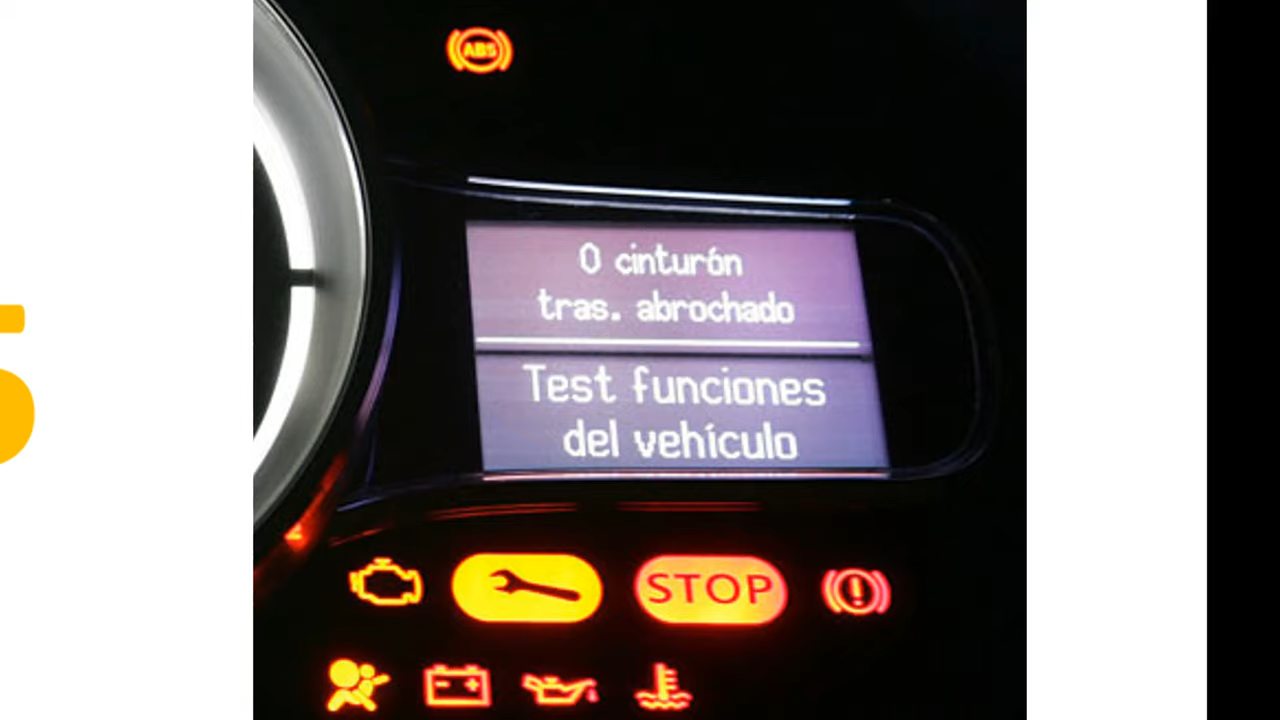 ABS
0 cinturón
tras. abrochado
Test funciones
del vehículo
STOP